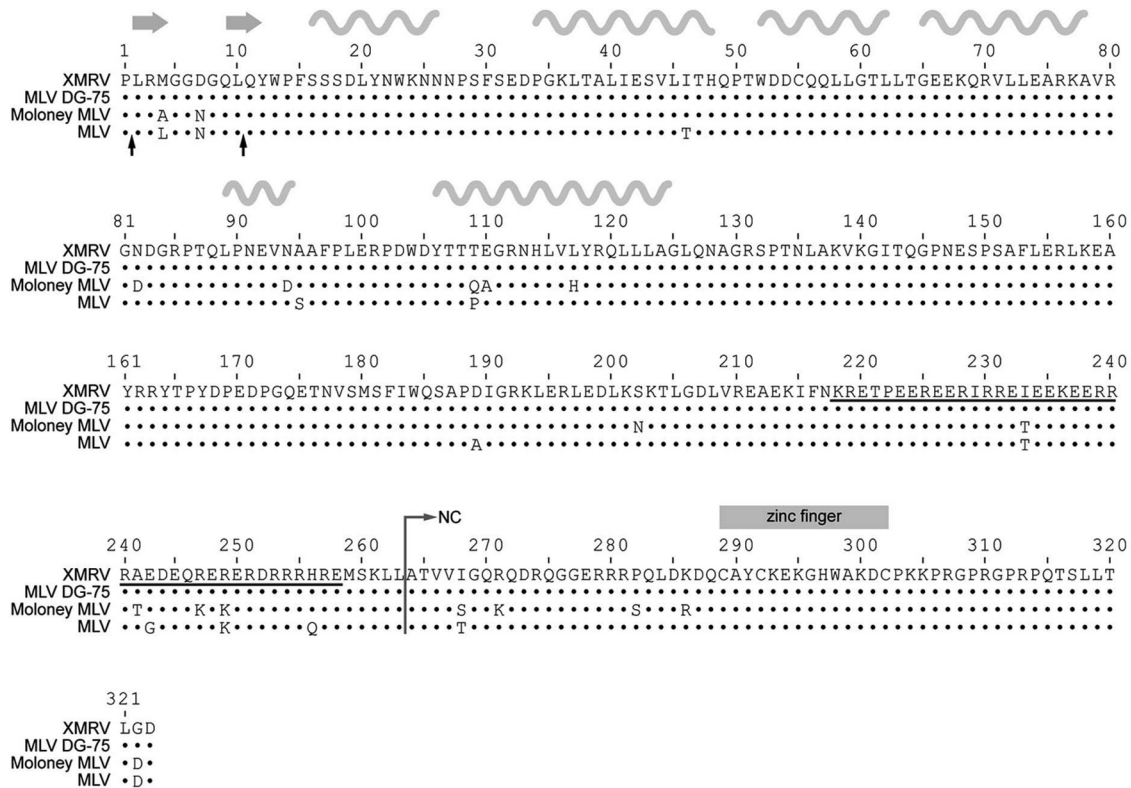 1 10 20 30 40 50 60 70 80
XMRV PLRMGGDGQLQYWPFSSSDLYNWKNNNPSFSEDPGKLTALIESVLITHQPTWDDCQQLLGTLLTGEEKQRVLLEARKAVR
MLV DG-75 ................................................................................
Moloney MLV ...A..N.........................................................................
MLV ...L..N......................................T..................................
81 90 100 110 120 130 140 150 160
XMRV GNDGRPTQLPNEVNAAFPLERPDWDYTTTEGRNHLVLYRQLLLAGLQNAGRSPTNLAKVKGITQGPNESPSAFLERLKEA
MLV DG-75 ................................................................................
Moloney MLV .D...........D..............QA......H...........................................
MLV ..............S.............P...................................................
161 170 180 190 200 210 220 230 240
XMRV YRRYTPYDPEDPGQETNVSMSFIWQSAPDIGRKLERLEDLKSKTLGDLVREAEKIFNKRETPEEREERIRREIEEKEERR
MLV DG-75 ................................................................................
Moloney MLV .........................................N..............................T.......
MLV ............................A...........................................T.......
NC
zinc finger
240 250 260 270 280 290 300 310 320
XMRV RAEDEQRERERDRRRHREMSKLLATVVIGQRQDRQGGERRRPQLDKDQCAYCKEKGHWAKDCPKKPRGPRGPRPQTSLLT
MLV DG-75 ................................................................................
Moloney MLV .T.....K.K..................S..K..........S...R..................................
MLV ..G......K......Q...........T....................................................
321
XMRV LGD
MLV DG-75 ...
Moloney MLV .D.
MLV .D.